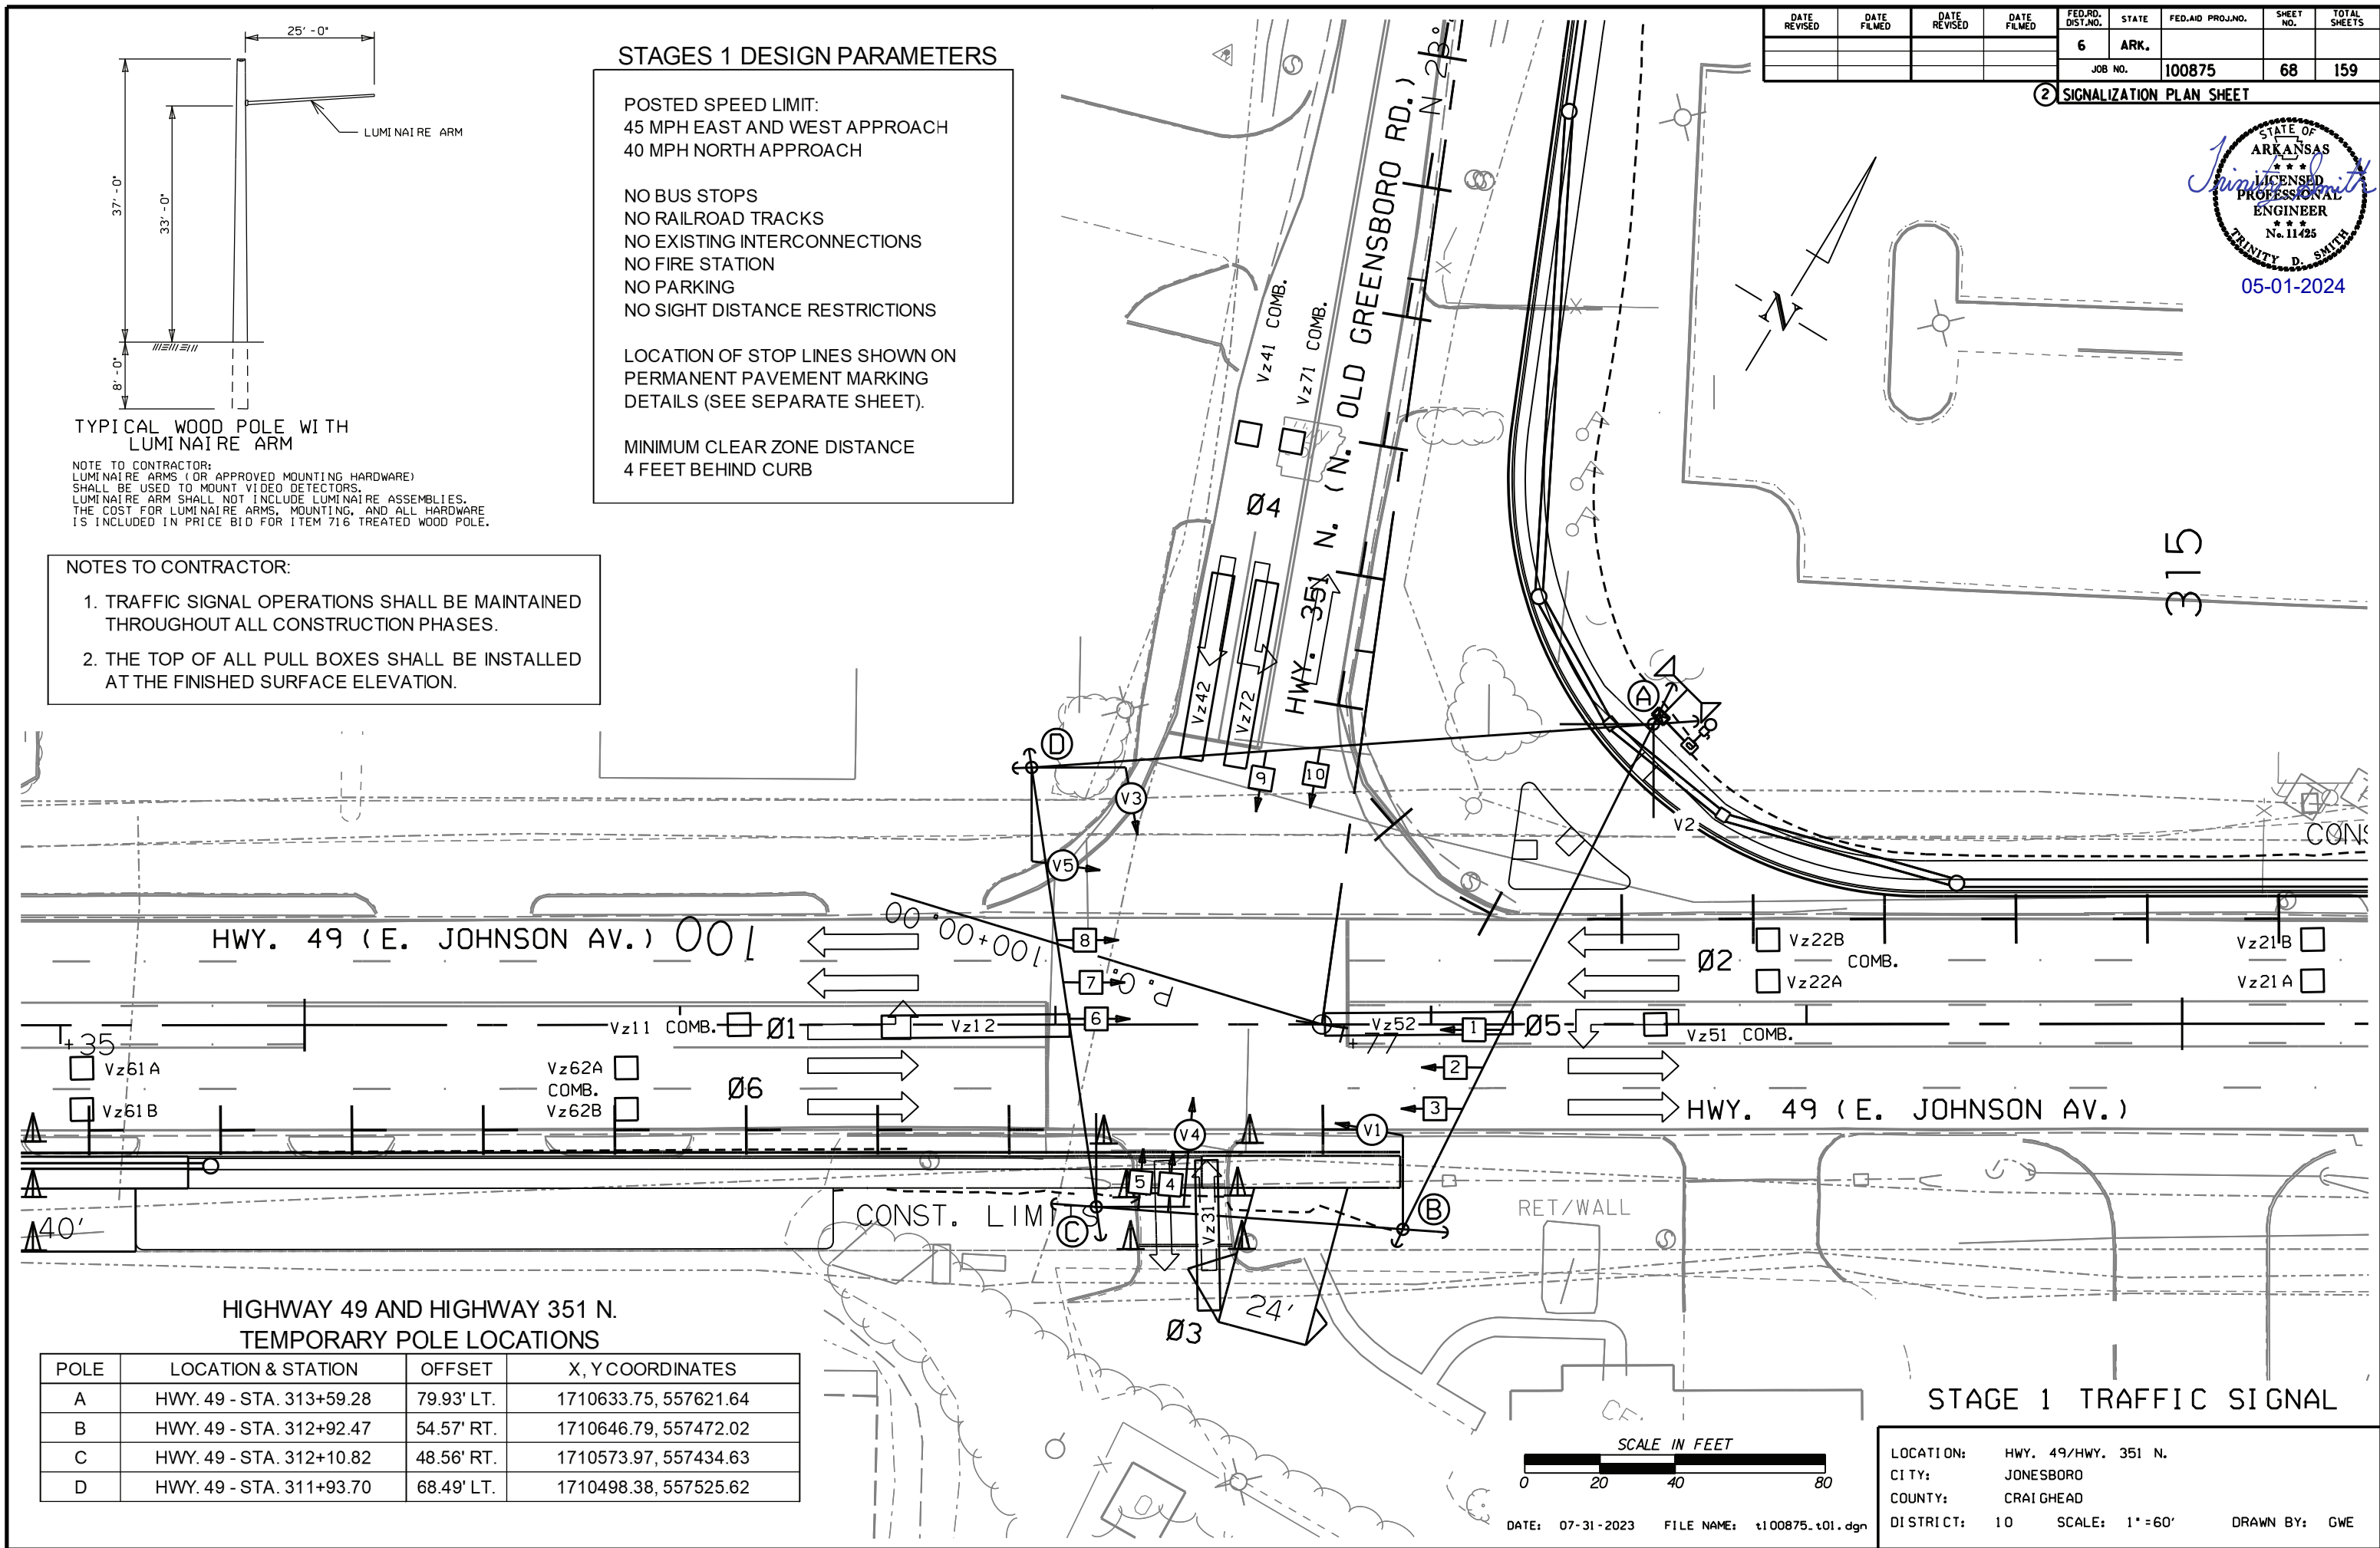 25'-0"
37'-0"
33'-0"
8'-0"
LUMINAIRE ARM
TYPICAL WOOD POLE WITH
LUMINAIRE ARM
NOTE TO CONTRACTOR:
LUMINAIRE ARMS (OR APPROVED MOUNTING HARDWARE)
SHALL BE USED TO MOUNT VIDEO DETECTORS.
LUMINAIRE ARM SHALL NOT INCLUDE LUMINAIRE ASSEMBLIES.
THE COST FOR LUMINAIRE ARMS, MOUNTING, AND ALL HARDWARE
IS INCLUDED IN PRICE BID FOR ITEM 716 TREATED WOOD POLE.
STAGES 1 DESIGN PARAMETERS
POSTED SPEED LIMIT:
45 MPH EAST AND WEST APPROACH
40 MPH NORTH APPROACH
NO BUS STOPS
NO RAILROAD TRACKS
NO EXISTING INTERCONNECTIONS
NO FIRE STATION
NO PARKING
NO SIGHT DISTANCE RESTRICTIONS
LOCATION OF STOP LINES SHOWN ON
PERMANENT PAVEMENT MARKING
DETAILS (SEE SEPARATE SHEET).
MINIMUM CLEAR ZONE DISTANCE
4 FEET BEHIND CURB
DATE REVISED DATE FILMED DATE REVISED DATE FILMED FED.RD. DIST.NO. STATE FED.AID PROJ.NO. SHEET NO. TOTAL SHEETS
6 ARK.
JOB NO. 100875 68 159
2 SIGNALIZATION PLAN SHEET
STATE OF
ARKANSAS
LICENSED
PROFESSIONAL
ENGINEER
No. 11425
TRINITY D. SMITH
Trinity Smith
05-01-2024
NOTES TO CONTRACTOR:
1. TRAFFIC SIGNAL OPERATIONS SHALL BE MAINTAINED
THROUGHOUT ALL CONSTRUCTION PHASES.
2. THE TOP OF ALL PULL BOXES SHALL BE INSTALLED
AT THE FINISHED SURFACE ELEVATION.
N 23°
HWY. 351 N. (N. OLD GREENSBORO RD.)
Vz41 COMB.
Vz71 COMB.
Ø4
Vz42
Vz72
N
315
A
D
V3
V5
9
10
V2
CONS
HWY. 49 (E. JOHNSON AV.)
100
100+00.00
P.C.
8
7
6
Ø2
Vz22B
COMB.
Vz22A
Vz21B
Vz21A
+35
Vz11 COMB.
Ø1
Vz12
Vz52
1
Ø5
Vz51 COMB.
+77
Vz61A
Vz61B
Vz62A
COMB.
Vz62B
Ø6
2
3
HWY. 49 (E. JOHNSON AV.)
V4
V1
5
4
Vz31
40'
CONST. LIMITS
C
B
RET/WALL
24'
Ø3
HIGHWAY 49 AND HIGHWAY 351 N.
TEMPORARY POLE LOCATIONS
POLE LOCATION & STATION OFFSET X, Y COORDINATES
A HWY. 49 - STA. 313+59.28 79.93' LT. 1710633.75, 557621.64
B HWY. 49 - STA. 312+92.47 54.57' RT. 1710646.79, 557472.02
C HWY. 49 - STA. 312+10.82 48.56' RT. 1710573.97, 557434.63
D HWY. 49 - STA. 311+93.70 68.49' LT. 1710498.38, 557525.62
SCALE IN FEET
0 20 40 80
DATE: 07-31-2023 FILE NAME: t100875_t01.dgn
STAGE 1 TRAFFIC SIGNAL
LOCATION: HWY. 49/HWY. 351 N.
CITY: JONESBORO
COUNTY: CRAIGHEAD
DISTRICT: 10 SCALE: 1"=60' DRAWN BY: GWE